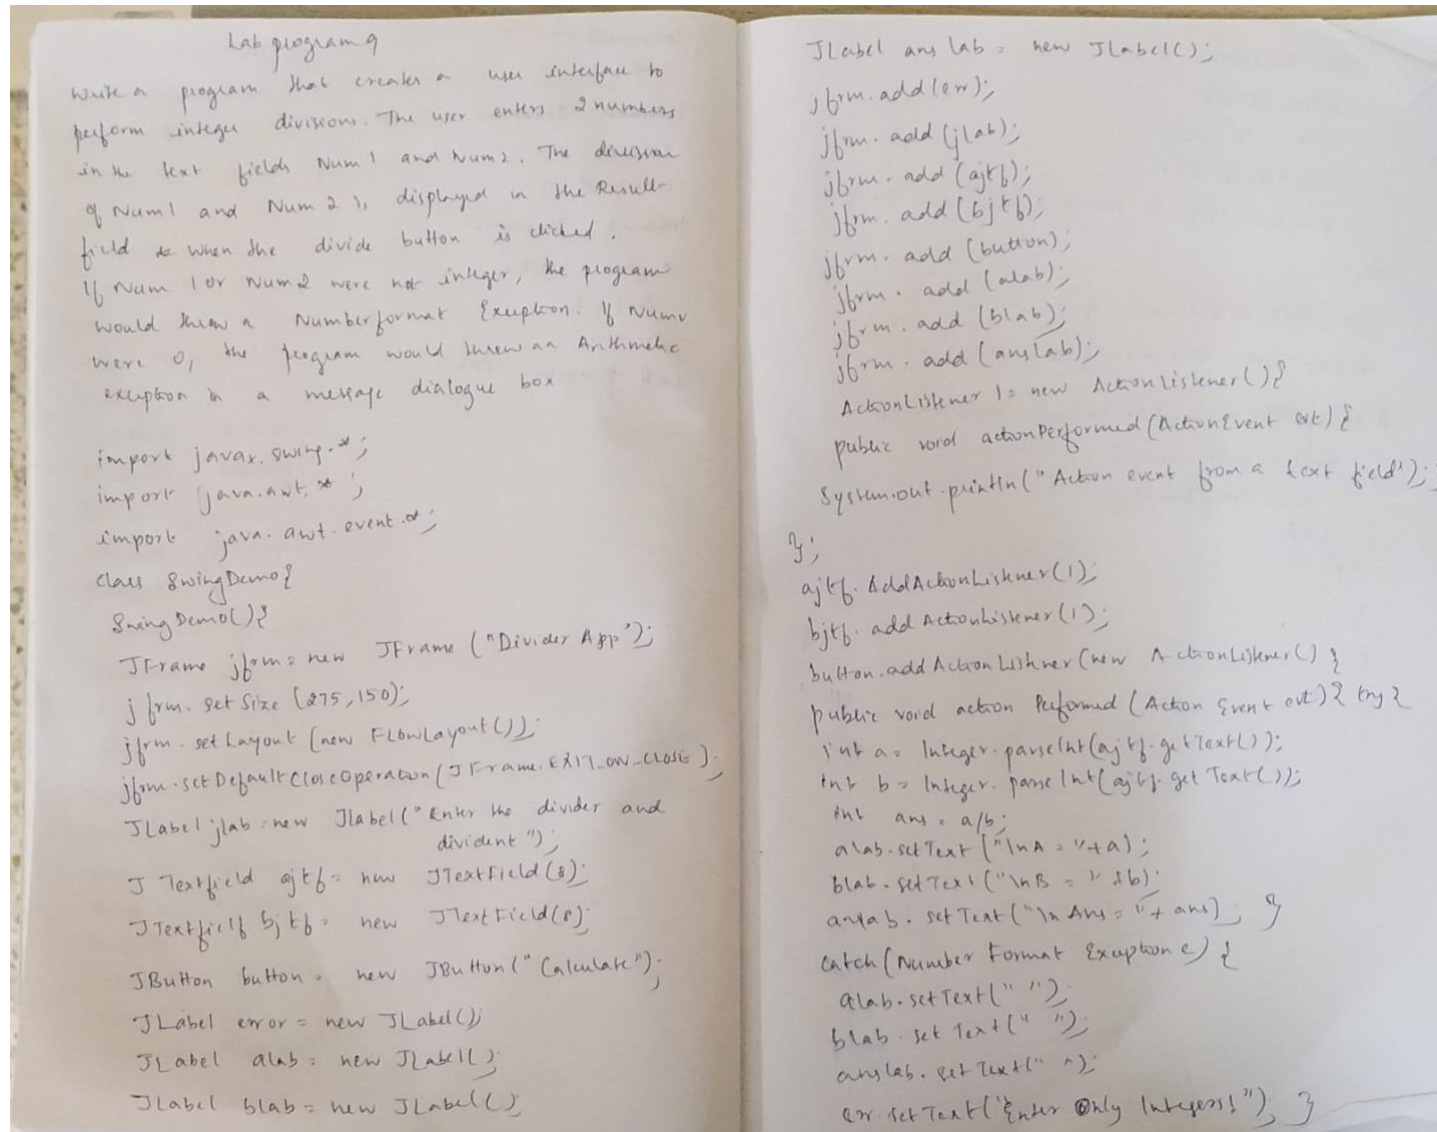 Lab program 9
Write a program that creates a user interface to
perform integer divisions. The user enters 2 numbers
in the text fields Num1 and Num2. The division
of Num1 and Num2 is displayed in the Result
field when the divide button is clicked.
If Num 1 or Num2 were not integer, the program
would throw a Numberformat Exception. If Num2
were 0, the program would throw an Arithmetic
exception in a message dialogue box
import javax.swing.*;
import java.awt.*;
import java.awt.event.*;
class SwingDemo{
SwingDemo(){
JFrame jfrm = new JFrame ("Divider App");
jfrm. setSize (275,150);
jfrm. setLayout (new FlowLayout());
jfrm.setDefaultCloseOperation(JFrame.EXIT_ON_CLOSE);
JLabel jlab = new Jlabel("Enter the divider and
divident");
JTextfield ajtf = new JTextField(8);
JTextfielf bjtf = new JTextField(8);
JButton button = new JButton("Calculate");
JLabel error = new JLabel();
JLabel alab = new JLabel();
JLabel blab = new JLabel();
JLabel anslab = new JLabel();
jfrm.add(err);
jfrm. add (jlab);
jfrm. add (ajtf);
jfrm. add (bjtf);
jfrm. add (button);
jfrm. add (alab);
jfrm. add (blab);
jfrm. add (anslab);
ActionListener l = new ActionListener(){
public void actionPerformed(ActionEvent evt) {
System.out.println("Action event from a text field");
};
ajtf. AddActionListener(l);
bjtf. addActionListener(l);
button.addActionListner(new ActionListener() {
public void action Performed (Action Event evt){ try {
int a = Integer.parseInt(ajtf.getText());
int b = Integer.parseInt(ajtf.getText());
int ans = a/b;
alab.setText ("\nA = "+a);
blab.setText("\nB = " +b);
anlab. setText("\n Ans = "+ ans); }
catch(Number Format Exception e) {
alab.setText(" ");
blab.setText(" ");
anslab.setText(" ");
err.setText("Enter Only Integers!"); }